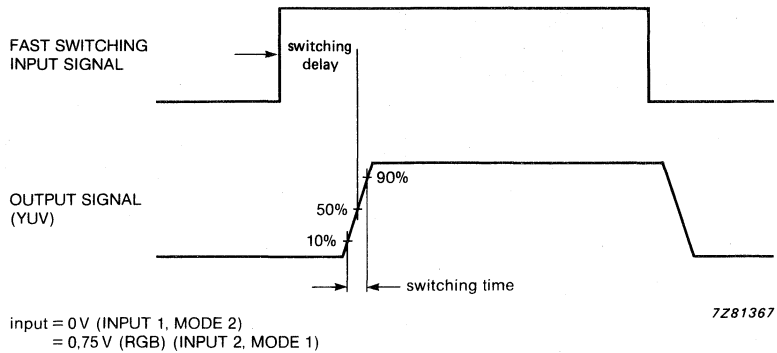 FAST SWITCHING
INPUT SIGNAL
switching
delay
OUTPUT SIGNAL
(YUV)
90%
50%
10%
switching time
7Z81367
input = 0 V (INPUT 1, MODE 2)
= 0,75 V (RGB) (INPUT 2, MODE 1)